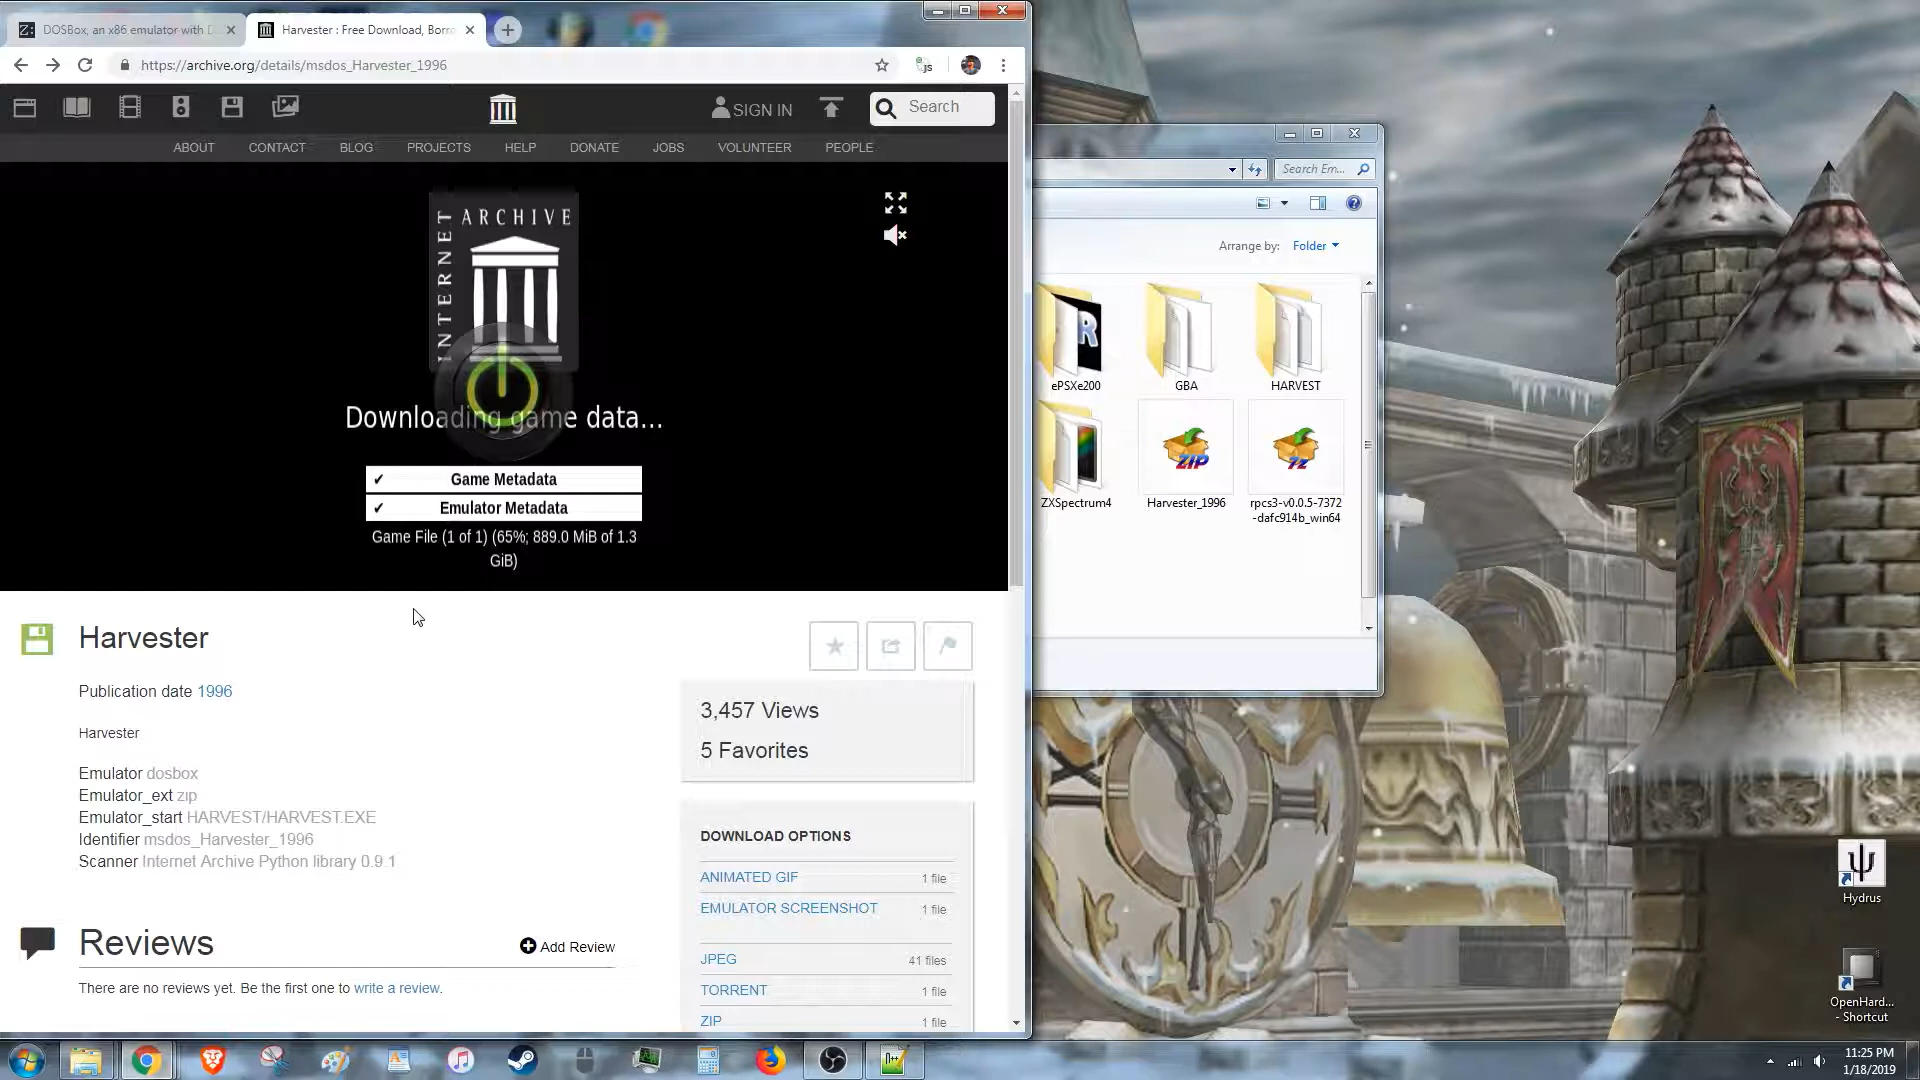 DOSBox, an x86 emulator with D
Harvester : Free Download, Borro
https://archive.org/details/msdos_Harvester_1996
JS
SIGN IN
Search
ABOUT
CONTACT
BLOG
PROJECTS
HELP
DONATE
JOBS
VOLUNTEER
PEOPLE
INTERNET ARCHIVE
Downloading game data...
✓ Game Metadata
✓ Emulator Metadata
Game File (1 of 1) (65%; 889.0 MiB of 1.3
GiB)
Harvester
Publication date 1996
Harvester
Emulator dosbox
Emulator_ext zip
Emulator_start HARVEST/HARVEST.EXE
Identifier msdos_Harvester_1996
Scanner Internet Archive Python library 0.9.1
3,457 Views
5 Favorites
DOWNLOAD OPTIONS
ANIMATED GIF 1 file
EMULATOR SCREENSHOT 1 file
JPEG 41 files
TORRENT 1 file
ZIP 1 file
Reviews
Add Review
There are no reviews yet. Be the first one to write a review.
Search Em...
Arrange by: Folder
ePSXe200
GBA
HARVEST
ZXSpectrum4
ZIP
Harvester_1996
7z
rpcs3-v0.0.5-7372
-dafc914b_win64
Hydrus
OpenHard...
- Shortcut
11:25 PM
1/18/2019